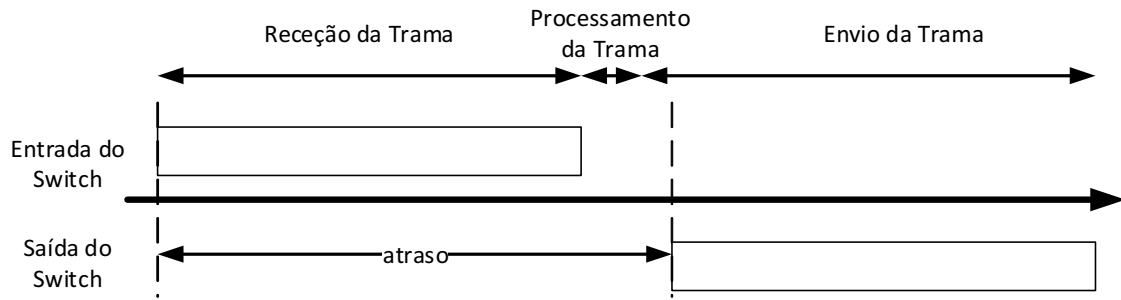 Receção da Trama
Processamento
da Trama
Envio da Trama
Entrada do
Switch
Saída do
Switch
atraso